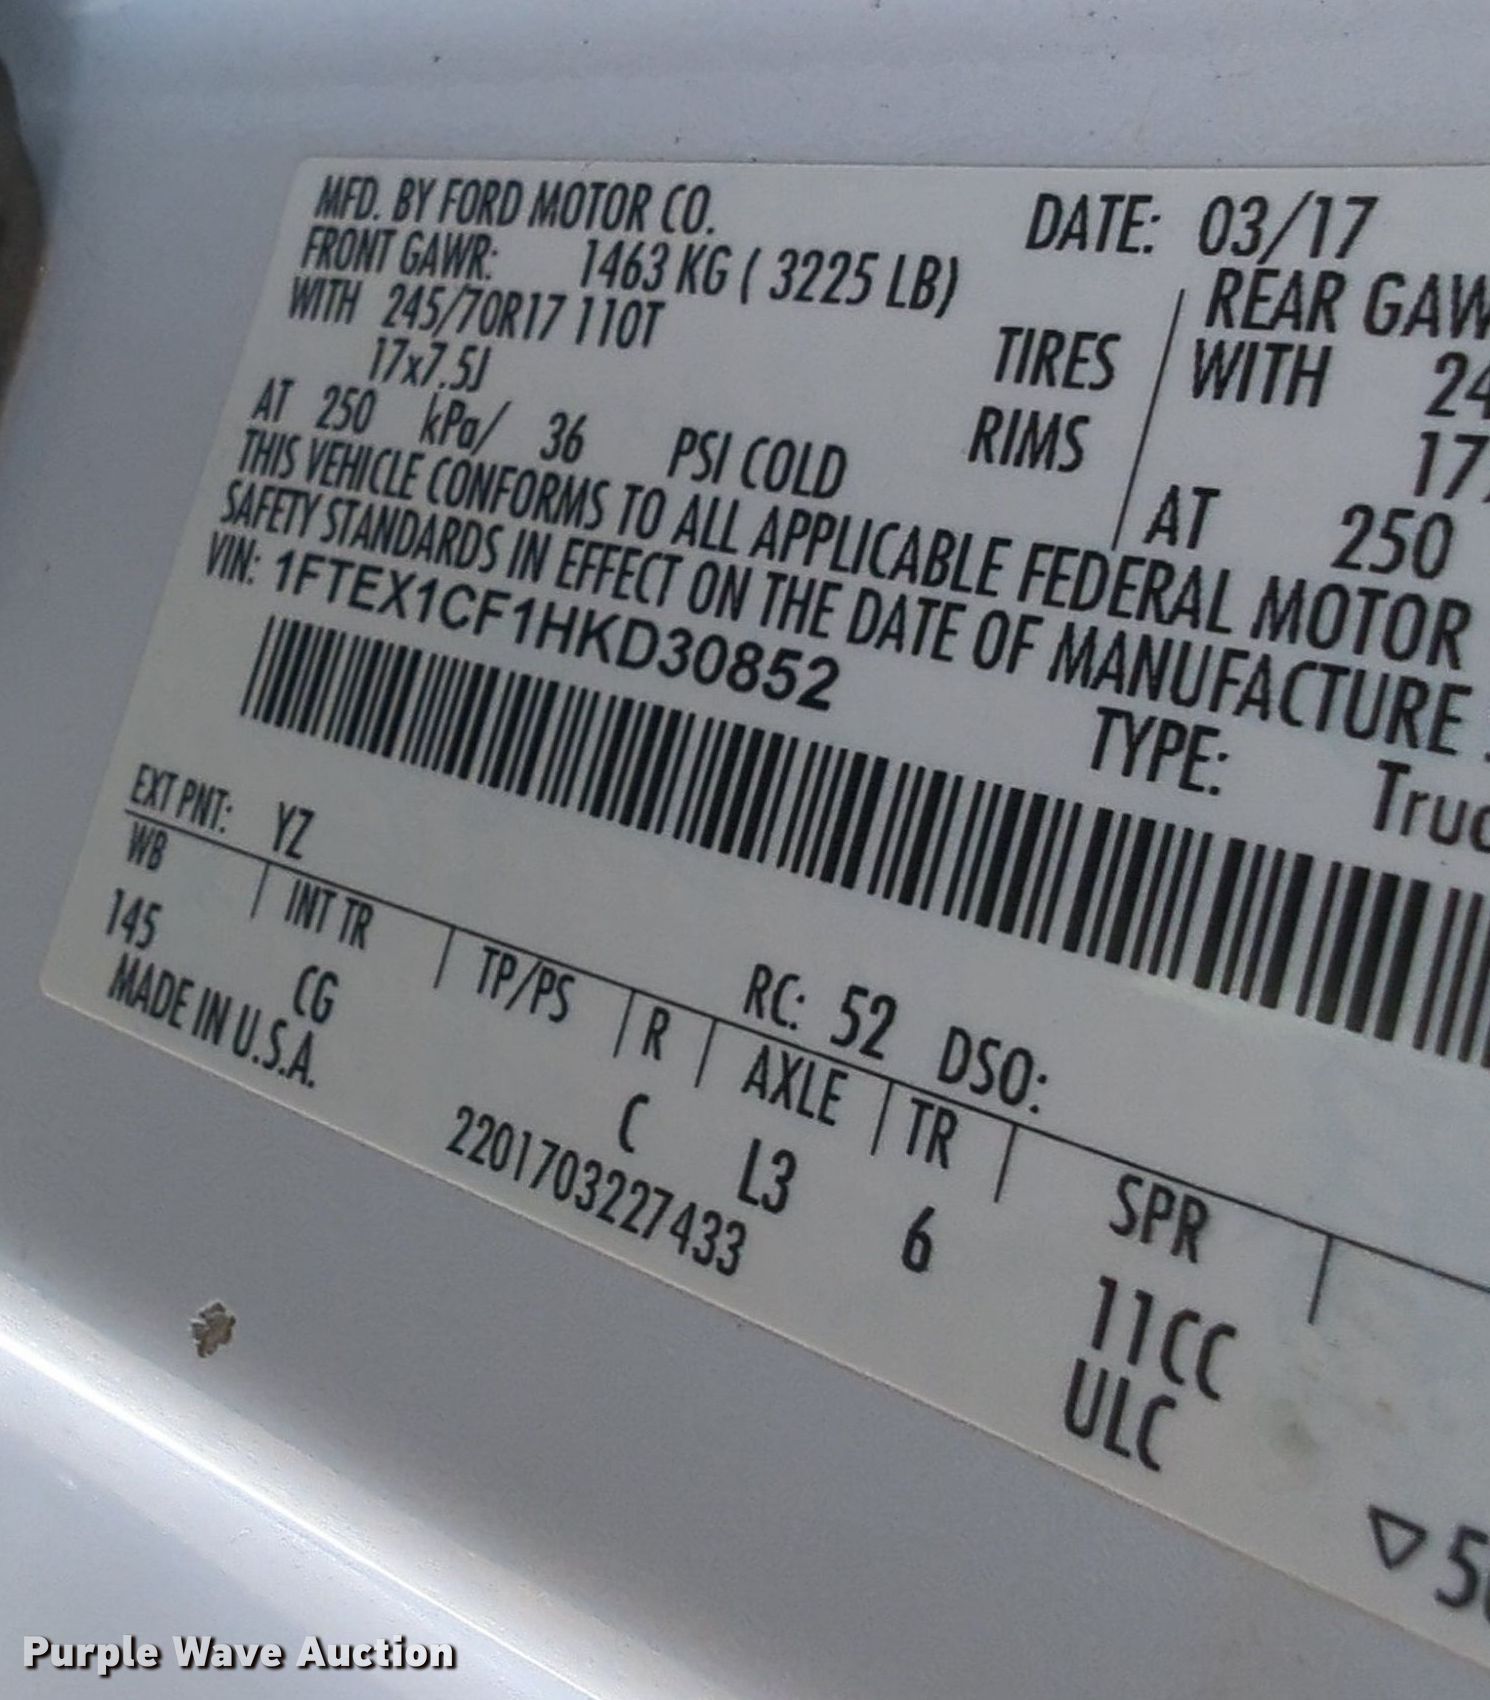 MFD. BY FORD MOTOR CO.
DATE: 03/17
FRONT GAWR: 1463 KG ( 3225 LB)
REAR GAW
WITH 245/70R17 110T TIRES
WITH 24
17x7.5J RIMS
17
AT 250 kPa/ 36 PSI COLD
AT 250
THIS VEHICLE CONFORMS TO ALL APPLICABLE FEDERAL MOTOR
SAFETY STANDARDS IN EFFECT ON THE DATE OF MANUFACTURE
VIN: 1FTEX1CF1HKD30852
TYPE: Truc
EXT PNT: YZ RC: 52 DSO:
WB INT TR TP/PS R AXLE TR SPR
145 CG C L3 6 11CC
MADE IN U.S.A. 2201703227433 ULC
▽5
Purple Wave Auction